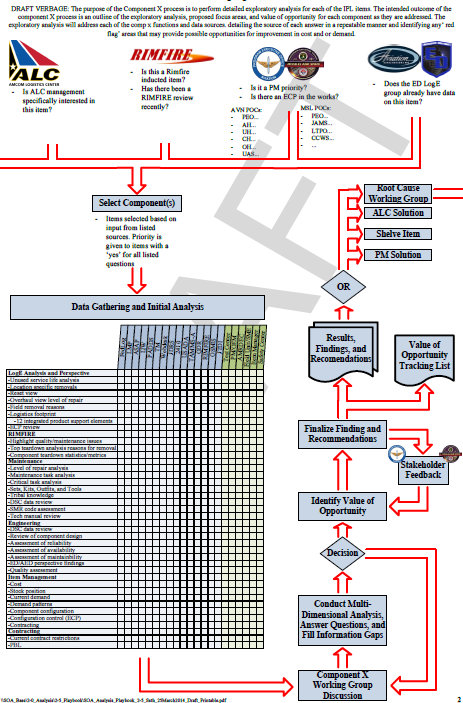 DRAFT VERBAGE: The purpose of the Component X process is to perform detailed exploratory analysis for each of the IPL items. The intended outcome of the
component X process is an outline of the exploratory analysis, proposed focus areas, and value of opportunity for each component as they are addressed. The
exploratory analysis will address each of the comp x functions and data sources. detailing the source of each answer in a repeatable manner and identifying any' red
flag' areas that may provide possible opportunities for improvement in cost and or demand.
ALC
AMCOM LOGISTICS CENTER
RIMFIRE
Aviation
- Is ALC management
specifically interested in
this item?
- Is this a Rimfire
inducted item?
- Has there been a
RIMFIRE review
recently?
- Is it a PM priority?
- Is there an ECP in the works?
AVN POCs:
- PEO...
- AH...
- UH...
- CH...
- OH...
- UAS...
MSL POCs:
- PEO...
- JAMS...
- LTPO...
- CCWS...
- ...
- Does the ED LogE
group already have data
on this item?
Select Component(s)
- Items selected based on
input from listed
sources. Priority is
given to items with a
'yes' for all listed
questions
Root Cause
Working Group
ALC Solution
Shelve Item
PM Solution
OR
Data Gathering and Initial Analysis
RIMFIRE
LogE Analysis and Perspective
-Unused service life analysis
-Location specific removals
-Reset view
-Overhaul view level of repair
-Field removal reasons
-Logistics footprint
-12 integrated product support elements
-ECP review
RIMFIRE
-Highlight quality/maintenance issues
-Top teardown analysis reasons for removal
-Component teardown statistics/metrics
Maintenance
-Level of repair analysis
-Maintenance task analysis
-Critical task analysis
-Sets, Kits, Outfits, and Tools
-Tribal knowledge
-DSC data review
-SMR code assessment
-Tech manual review
Engineering
-DSC data review
-Review of component design
-Assessment of reliability
-Assessment of availability
-Assessment of maintainability
-ED/AED perspective findings
-Quality assessment
Item Management
-Cost
-Stock position
-Current demand
-Demand patterns
-Component configuration
-Configuration control (ECP)
-Contracting
Contracting
-Current contract restrictions
-PBL
Results,
Findings, and
Recomendations
Value of
Opportunity
Tracking List
Finalize Finding and
Recommendations
Stakeholder
Feedback
Identify Value of
Opportunity
Decision
Conduct Multi-
Dimensional Analysis,
Answer Questions, and
Fill Information Gaps
Component X
Working Group
Discussion
DRAFT
2